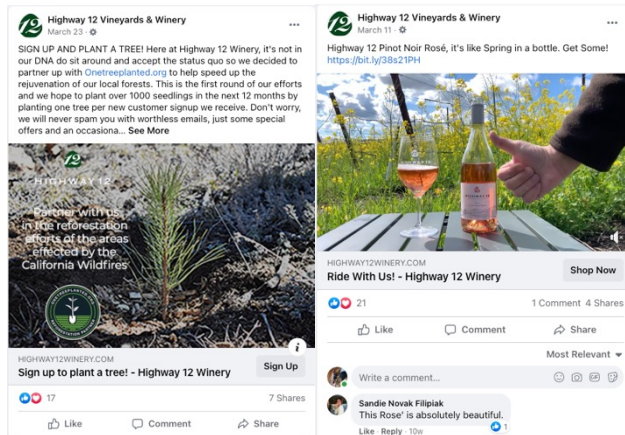 Highway 12 Vineyards & Winery
March 23 ·
SIGN UP AND PLANT A TREE! Here at Highway 12 Winery, it's not in
our DNA do sit around and accept the status quo so we decided to
partner up with Onetreeplanted.org to help speed up the
rejuvenation of our local forests. This is the first round of our efforts
and we hope to plant over 1000 seedlings in the next 12 months by
planting one tree per new customer signup we receive. Don't worry,
we will never spam you with worthless emails, just some special
offers and an occasiona... See More
12
HIGHWAY 12
Partner with us
in the reforestation
efforts of the areas
effected by the
California Wildfires
HIGHWAY12WINERY.COM
Sign up to plant a tree! - Highway 12 Winery
Sign Up
17
7 Shares
Like
Comment
Share
Highway 12 Vineyards & Winery
March 11 ·
Highway 12 Pinot Noir Rosé, it's like Spring in a bottle. Get Some!
https://bit.ly/38s21PH
HIGHWAY 12
HIGHWAY12WINERY.COM
Ride With Us! - Highway 12 Winery
Shop Now
21
1 Comment 4 Shares
Like
Comment
Share
Most Relevant
Write a comment...
Sandie Novak Filipiak
This Rose' is absolutely beautiful.
1
Like · Reply · 10w